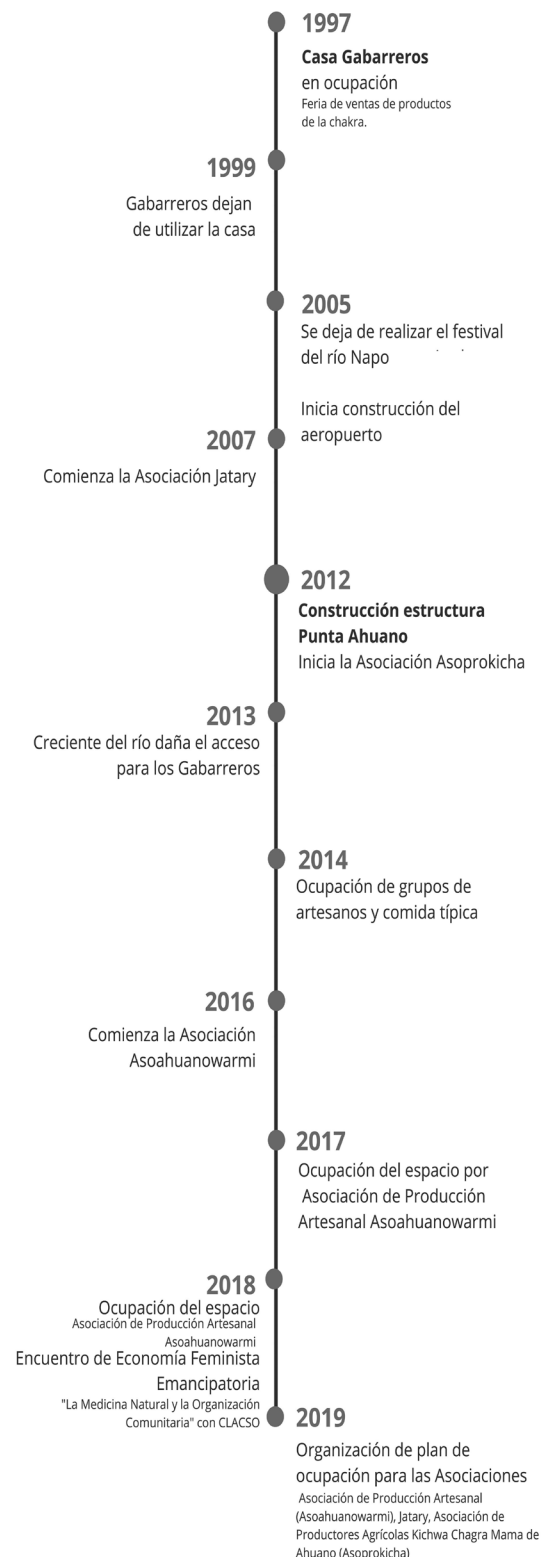 1997
Casa Gabarreros
en ocupación
Feria de ventas de productos
de la chakra.
1999
Gabarreros dejan
de utilizar la casa
2005
Se deja de realizar el festival
del río Napo
Inicia construcción del
aeropuerto
2007
Comienza la Asociación Jatary
2012
Construcción estructura
Punta Ahuano
Inicia la Asociación Asoprokicha
2013
Creciente del río daña el acceso
para los Gabarreros
2014
Ocupación de grupos de
artesanos y comida típica
2016
Comienza la Asociación
Asoahuanowarmi
2017
Ocupación del espacio por
Asociación de Producción
Artesanal Asoahuanowarmi
2018
Ocupación del espacio
Asociación de Producción Artesanal
Asoahuanowarmi
Encuentro de Economía Feminista
Emancipatoria
"La Medicina Natural y la Organización
Comunitaria" con CLACSO
2019
Organización de plan de
ocupación para las Asociaciones
Asociación de Producción Artesanal
(Asoahuanowarmi), Jatary, Asociación de
Productores Agrícolas Kichwa Chagra Mama de
Ahuano (Asoprokicha)